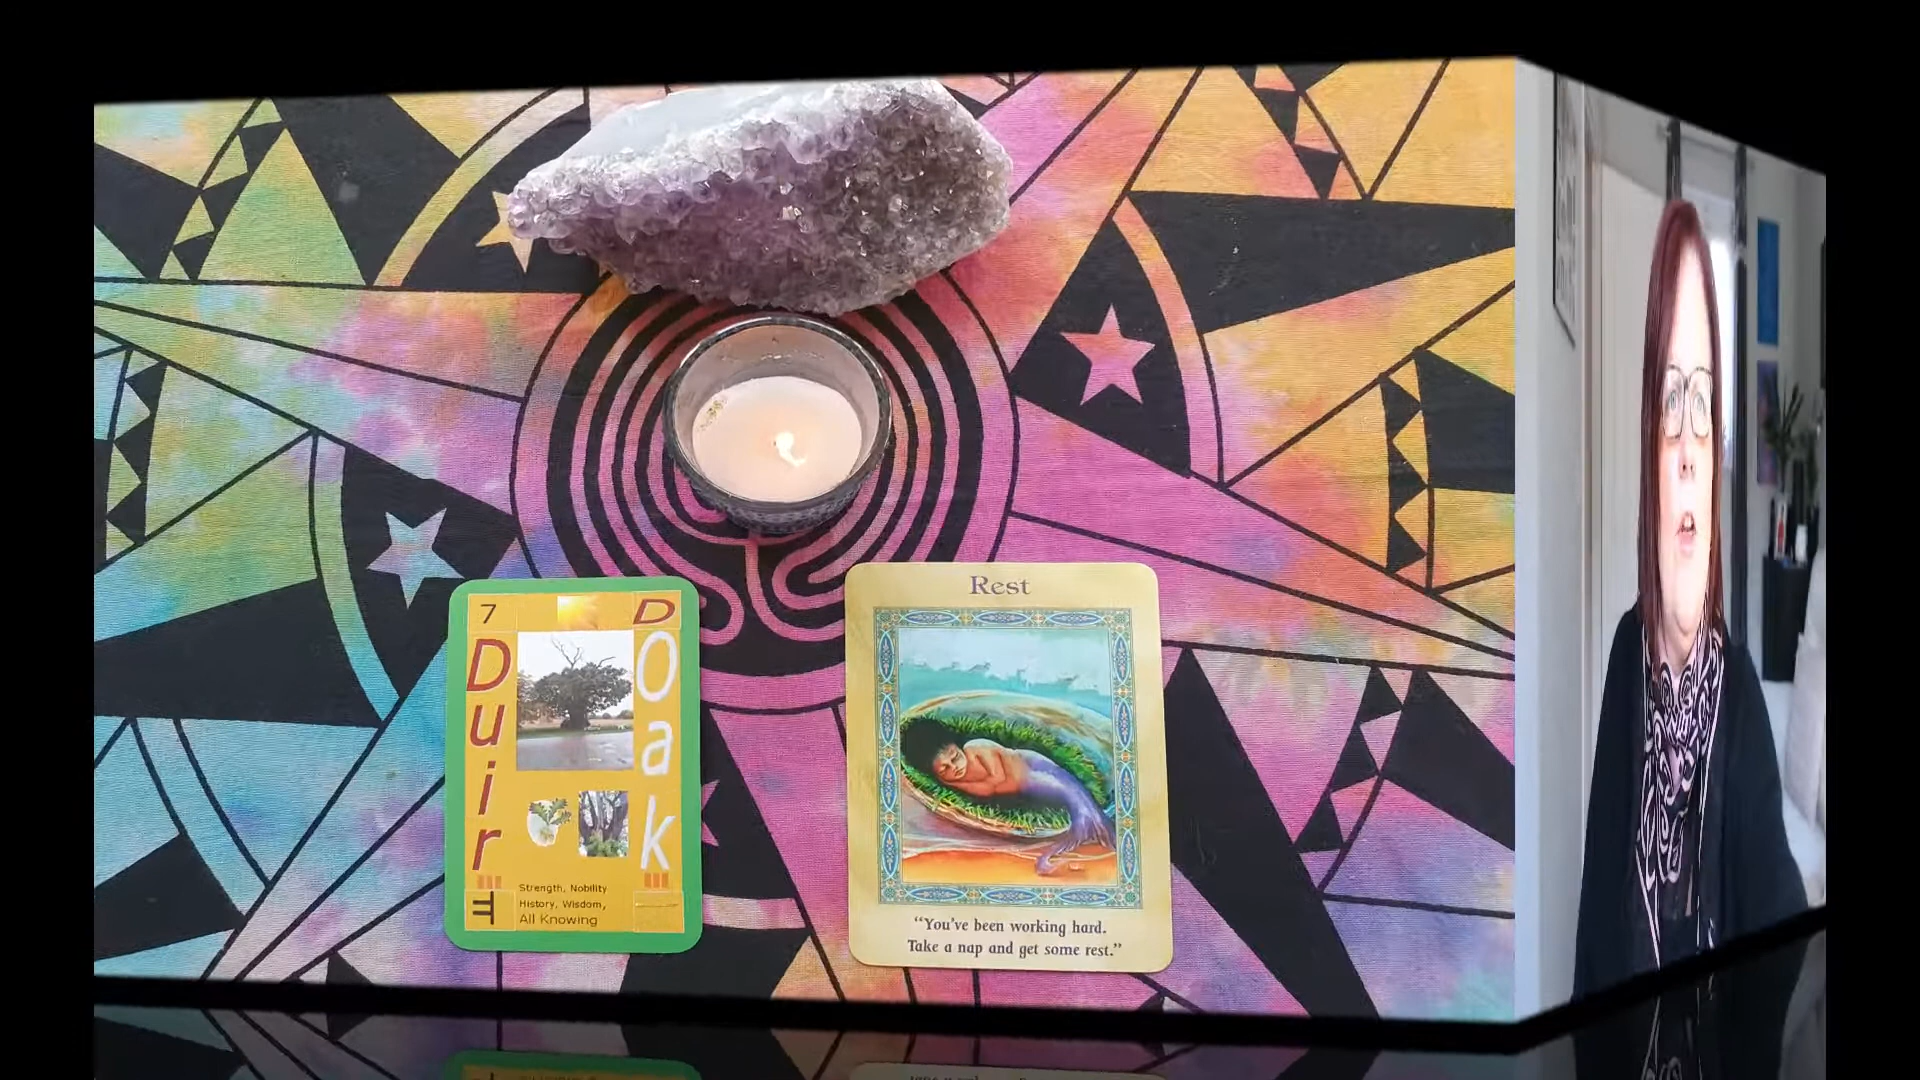 7
D
Duir
Oak
Strength, Nobility
History, Wisdom,
All Knowing
Rest
“You’ve been working hard.
Take a nap and get some rest.”